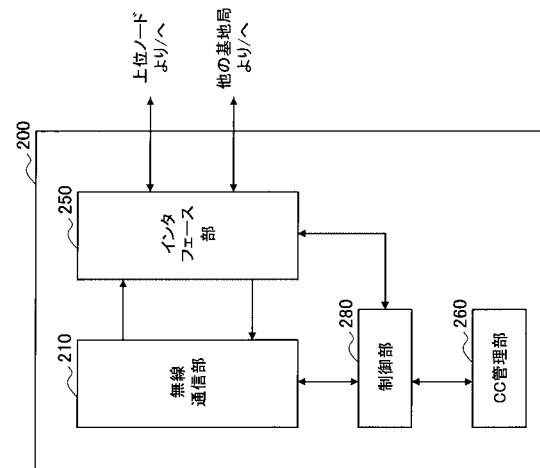 200
210
無線
通信部
250
インタ
フェース
部
上位ノード
より/へ
他の基地局
より/へ
280
制御部
260
CC管理部